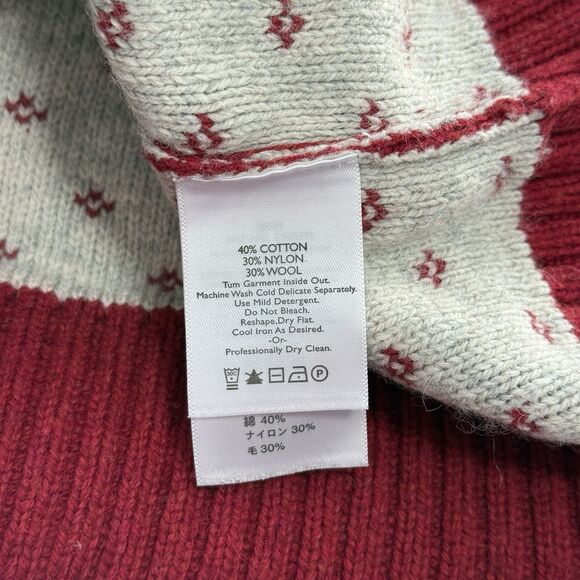 40% COTTON
30% NYLON
30% WOOL
Turn Garment Inside Out.
Machine Wash Cold Delicate Separately.
Use Mild Detergent.
Do Not Bleach.
Reshape,Dry Flat.
Cool Iron As Desired.
-Or-
Professionally Dry Clean.
綿 40%
ナイロン 30%
毛 30%